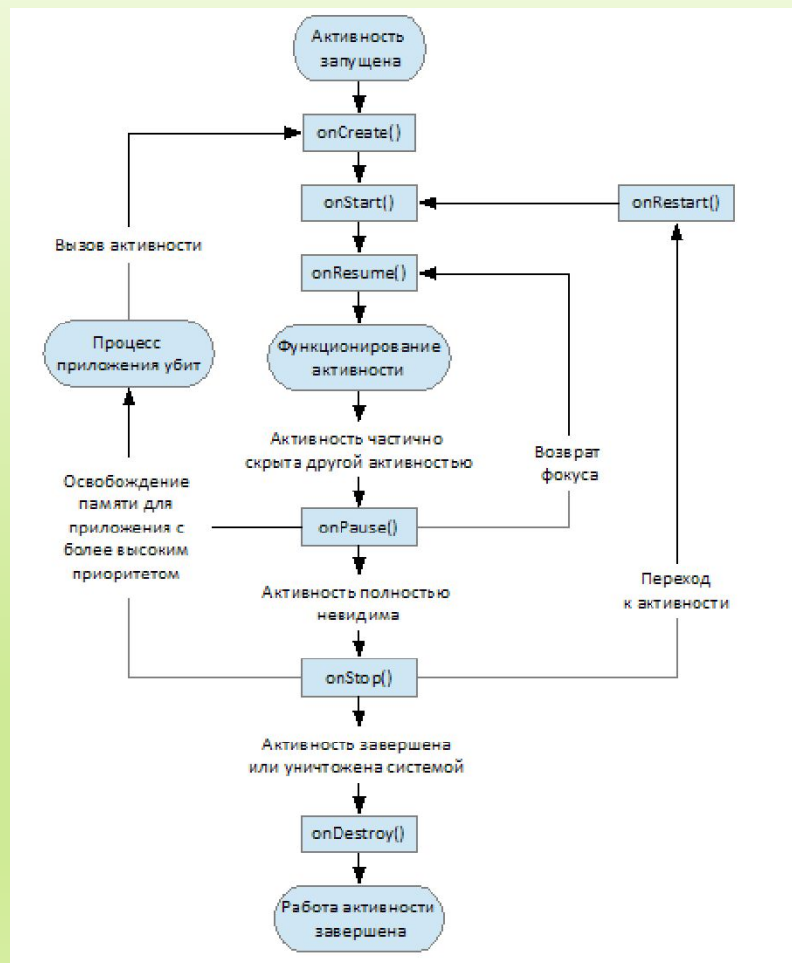 Активность
запущена
onCreate()
onStart()
onRestart()
Вызов активности
onResume()
Процесс
приложения убит
Функционирование
активности
Активность частично
скрыта другой активностью
Возврат
фокуса
Освобождение
памяти для
приложения с
более высоким
приоритетом
onPause()
Активность полностью
невидима
Переход
к активности
onStop()
Активность завершена
или уничтожена системой
onDestroy()
Работа активности
завершена